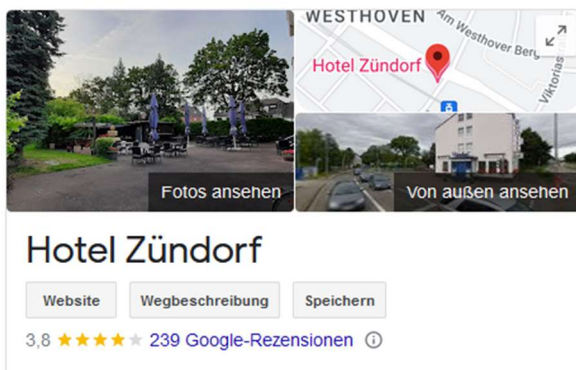 WESTHOVEN
Am Westhover Berg
Hotel Zündorf
Viktorias
Fotos ansehen
Von außen ansehen
Hotel Zündorf
Website
Wegbeschreibung
Speichern
3,8 239 Google-Rezensionen